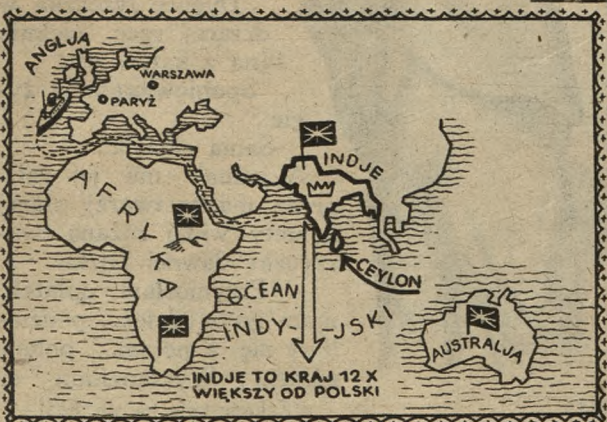 ANGLJA
WARSZAWA
PARYŻ
INDJE
AFRYKA
CEYLON
OCEAN
INDY-JSKI
AUSTRALJA
INDJE TO KRAJ 12 X
WIĘKSZY OD POLSKI